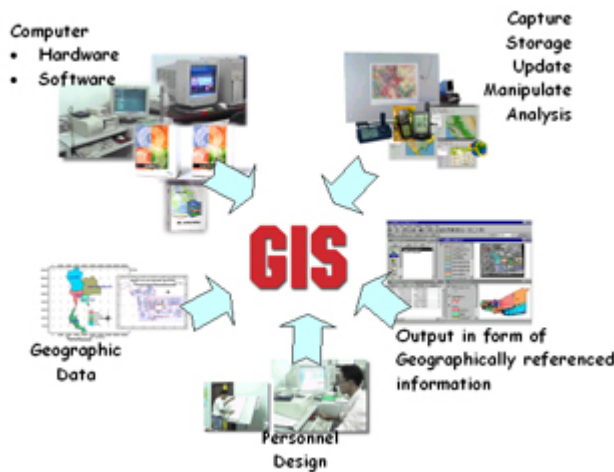 Computer
• Hardware
• Software
Capture
Storage
Update
Manipulate
Analysis
GIS
Geographic
Data
Output in form of
Geographically referenced
information
Personnel
Design